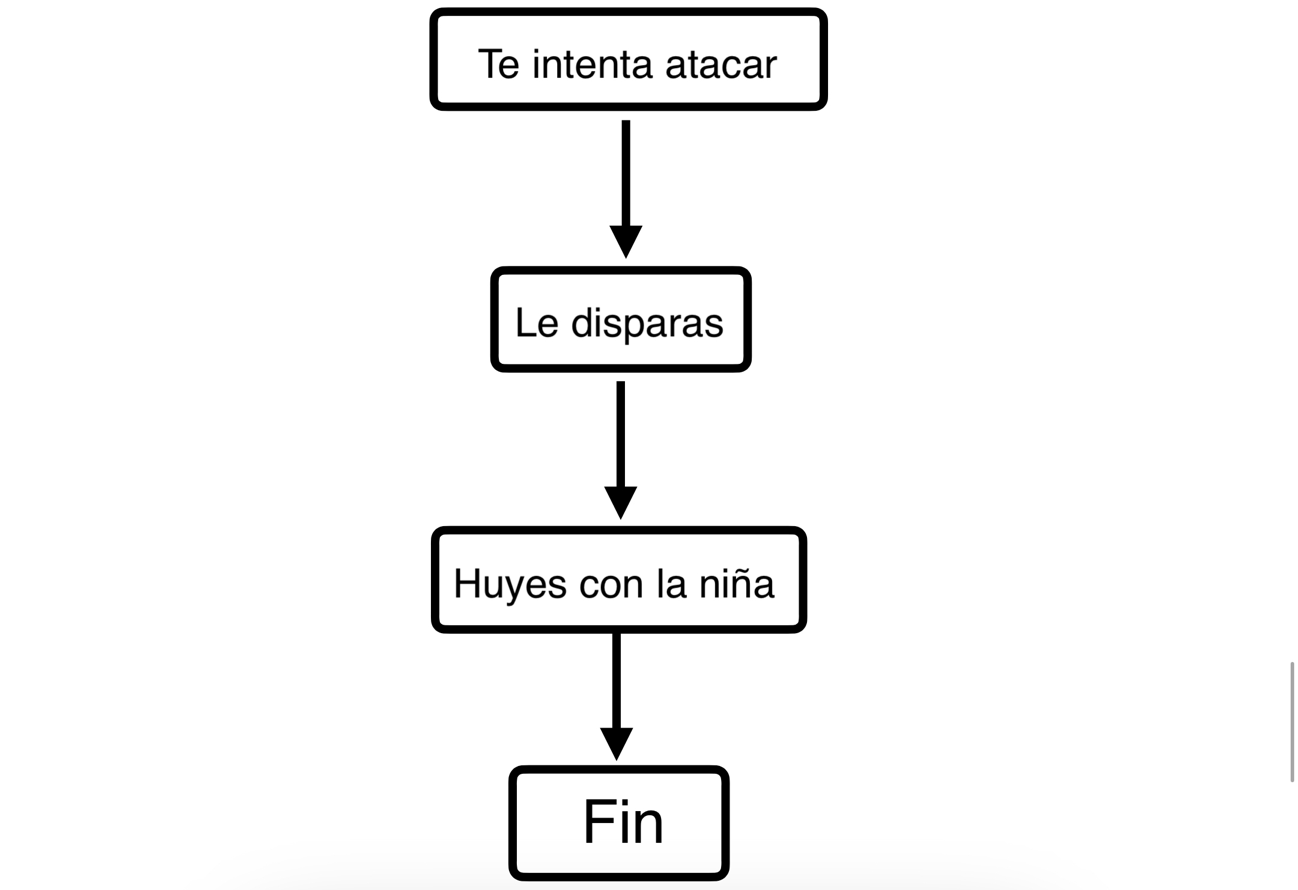 Te intenta atacar
Le disparas
Huyes con la niña
Fin